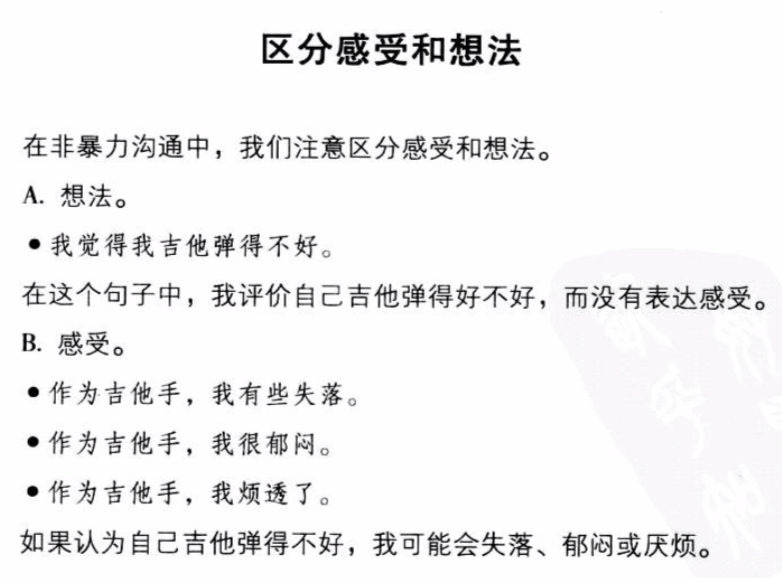 区分感受和想法
在非暴力沟通中，我们注意区分感受和想法。
A. 想法。
• 我觉得我吉他弹得不好。
在这个句子中，我评价自己吉他弹得好不好，而没有表达感受。
B. 感受。
• 作为吉他手，我有些失落。
• 作为吉他手，我很郁闷。
• 作为吉他手，我烦透了。
如果认为自己吉他弹得不好，我可能会失落、郁闷或厌烦。